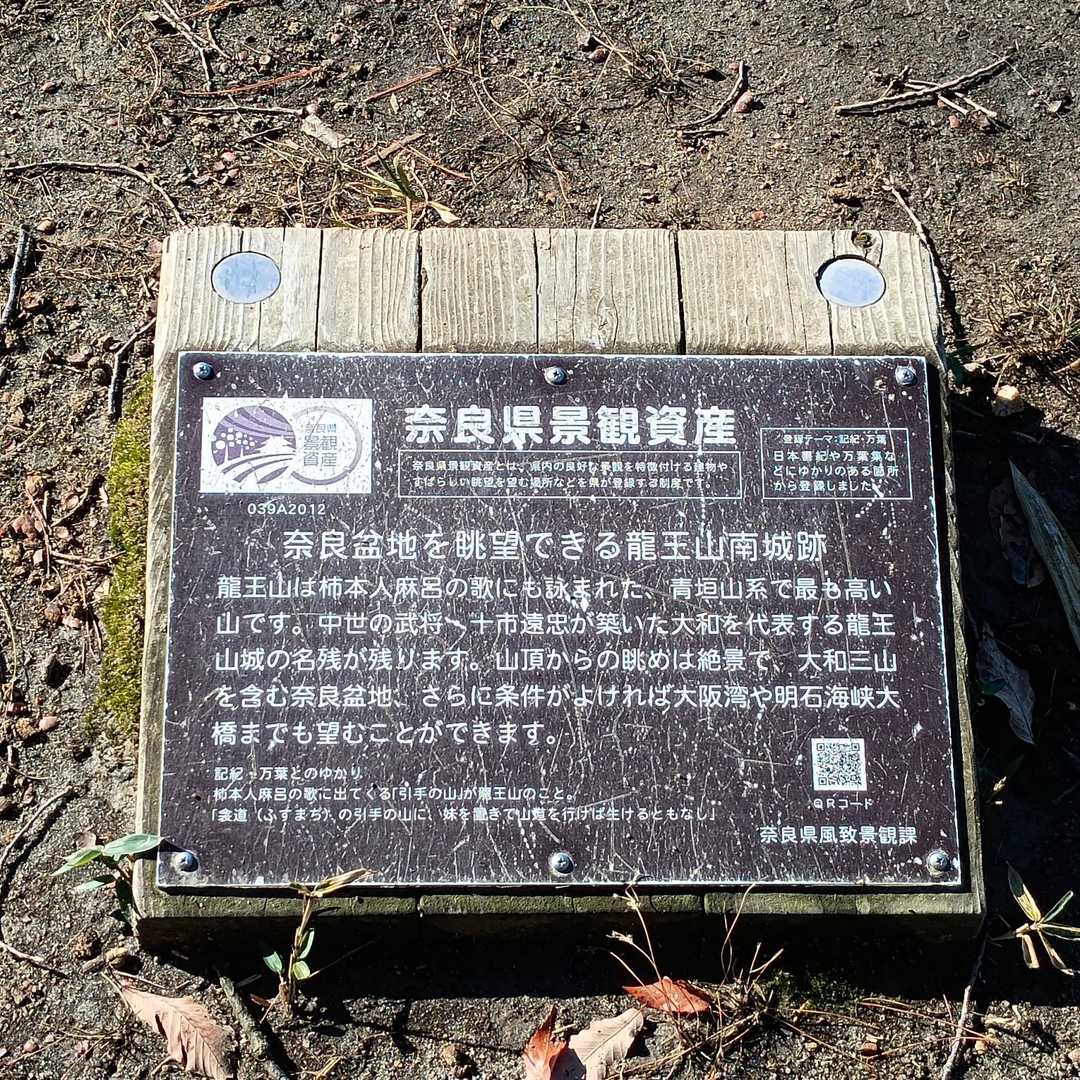 奈良県
景観
資産
039A2012
奈良県景観資産
奈良県景観資産とは、県内の良好な景観を特徴付ける建物や
すばらしい眺望を望む場所などを県が登録する制度です。
登録テーマ:記紀・万葉
日本書紀や万葉集な
どにゆかりのある箇所
から登録しました。
奈良盆地を眺望できる龍王山南城跡
龍王山は柿本人麻呂の歌にも詠まれた、青垣山系で最も高い
山です。中世の武将、十市遠忠が築いた大和を代表する龍王
山城の名残が残ります。山頂からの眺めは絶景で、大和三山
を含む奈良盆地、さらに条件がよければ大阪湾や明石海峡大
橋までも望むことができます。
記紀・万葉とのゆかり
柿本人麻呂の歌に出てくる「引手の山」が龍王山のこと。
「衾道（ふすまぢ）の引手の山に、妹を置きて山道を行けば生けるともなし」
QRコード
奈良県風致景観課